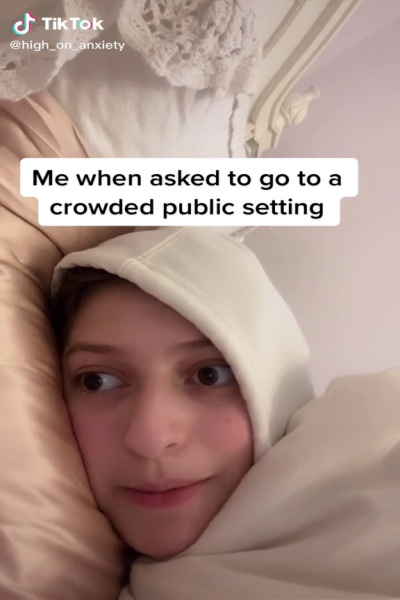 TikTok
@high_on_anxiety
Me when asked to go to a
crowded public setting